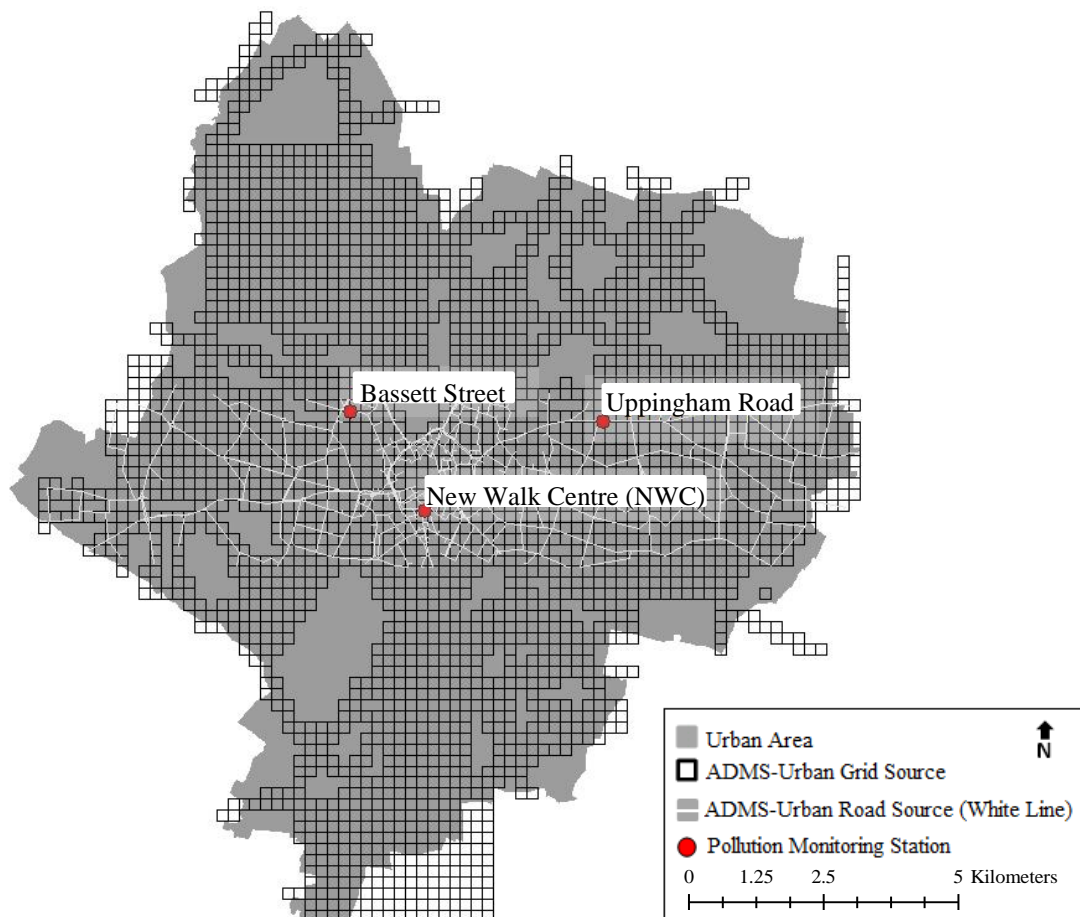 Bassett Street
Uppingham Road
New Walk Centre (NWC)
Urban Area
N
ADMS-Urban Grid Source
ADMS-Urban Road Source (White Line)
Pollution Monitoring Station
0 1.25 2.5 5 Kilometers